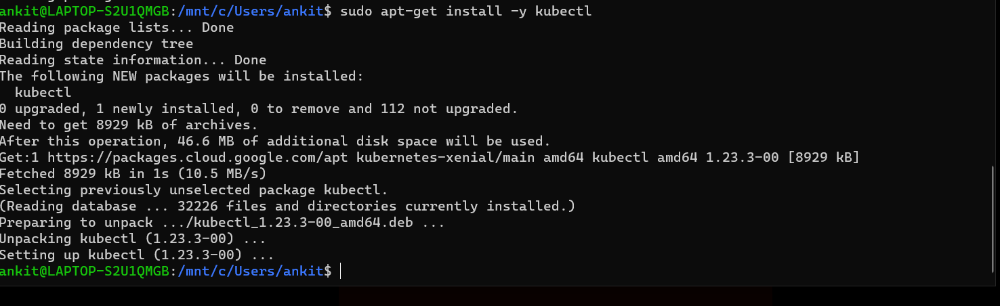 ankit@LAPTOP-S2U1QMGB:/mnt/c/Users/ankit$ sudo apt-get install -y kubectl
Reading package lists... Done
Building dependency tree
Reading state information... Done
The following NEW packages will be installed:
  kubectl
0 upgraded, 1 newly installed, 0 to remove and 112 not upgraded.
Need to get 8929 kB of archives.
After this operation, 46.6 MB of additional disk space will be used.
Get:1 https://packages.cloud.google.com/apt kubernetes-xenial/main amd64 kubectl amd64 1.23.3-00 [8929 kB]
Fetched 8929 kB in 1s (10.5 MB/s)
Selecting previously unselected package kubectl.
(Reading database ... 32226 files and directories currently installed.)
Preparing to unpack .../kubectl_1.23.3-00_amd64.deb ...
Unpacking kubectl (1.23.3-00) ...
Setting up kubectl (1.23.3-00) ...
ankit@LAPTOP-S2U1QMGB:/mnt/c/Users/ankit$